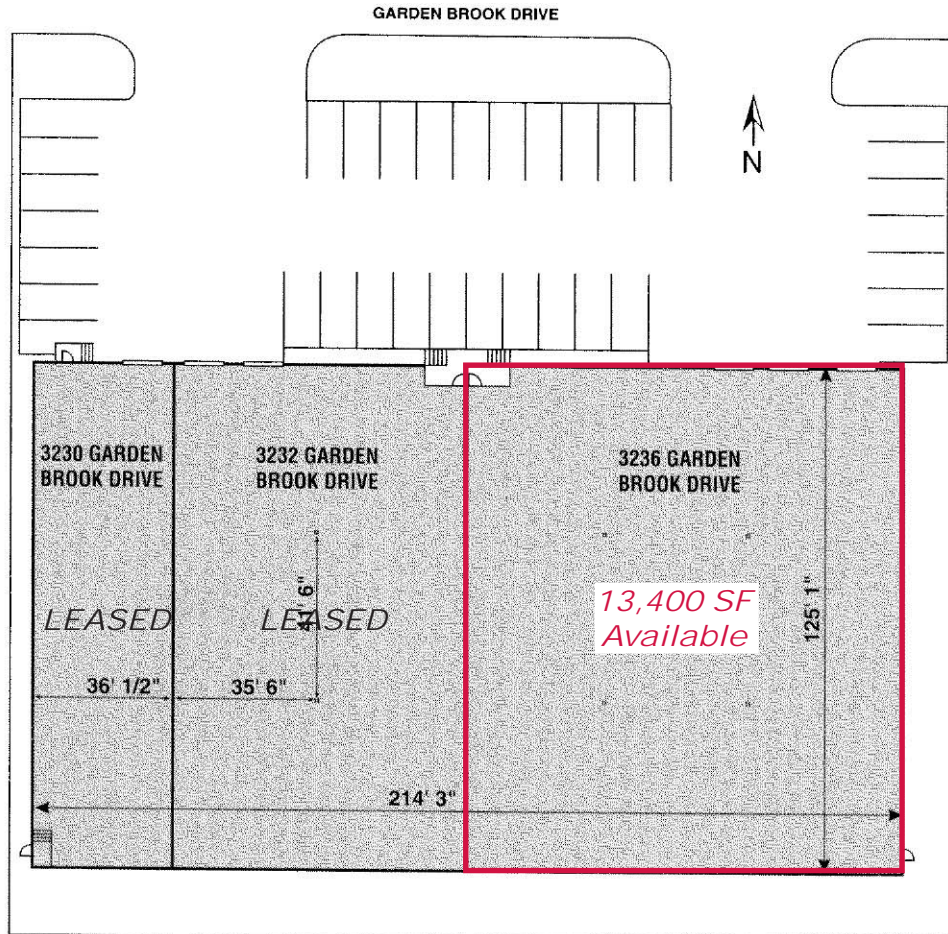 GARDEN BROOK DRIVE
N
3230 GARDEN
BROOK DRIVE
3232 GARDEN
BROOK DRIVE
3236 GARDEN
BROOK DRIVE
LEASED
LEASED
41' 6"
13,400 SF
Available
125' 1"
36' 1/2"
35' 6"
214' 3"